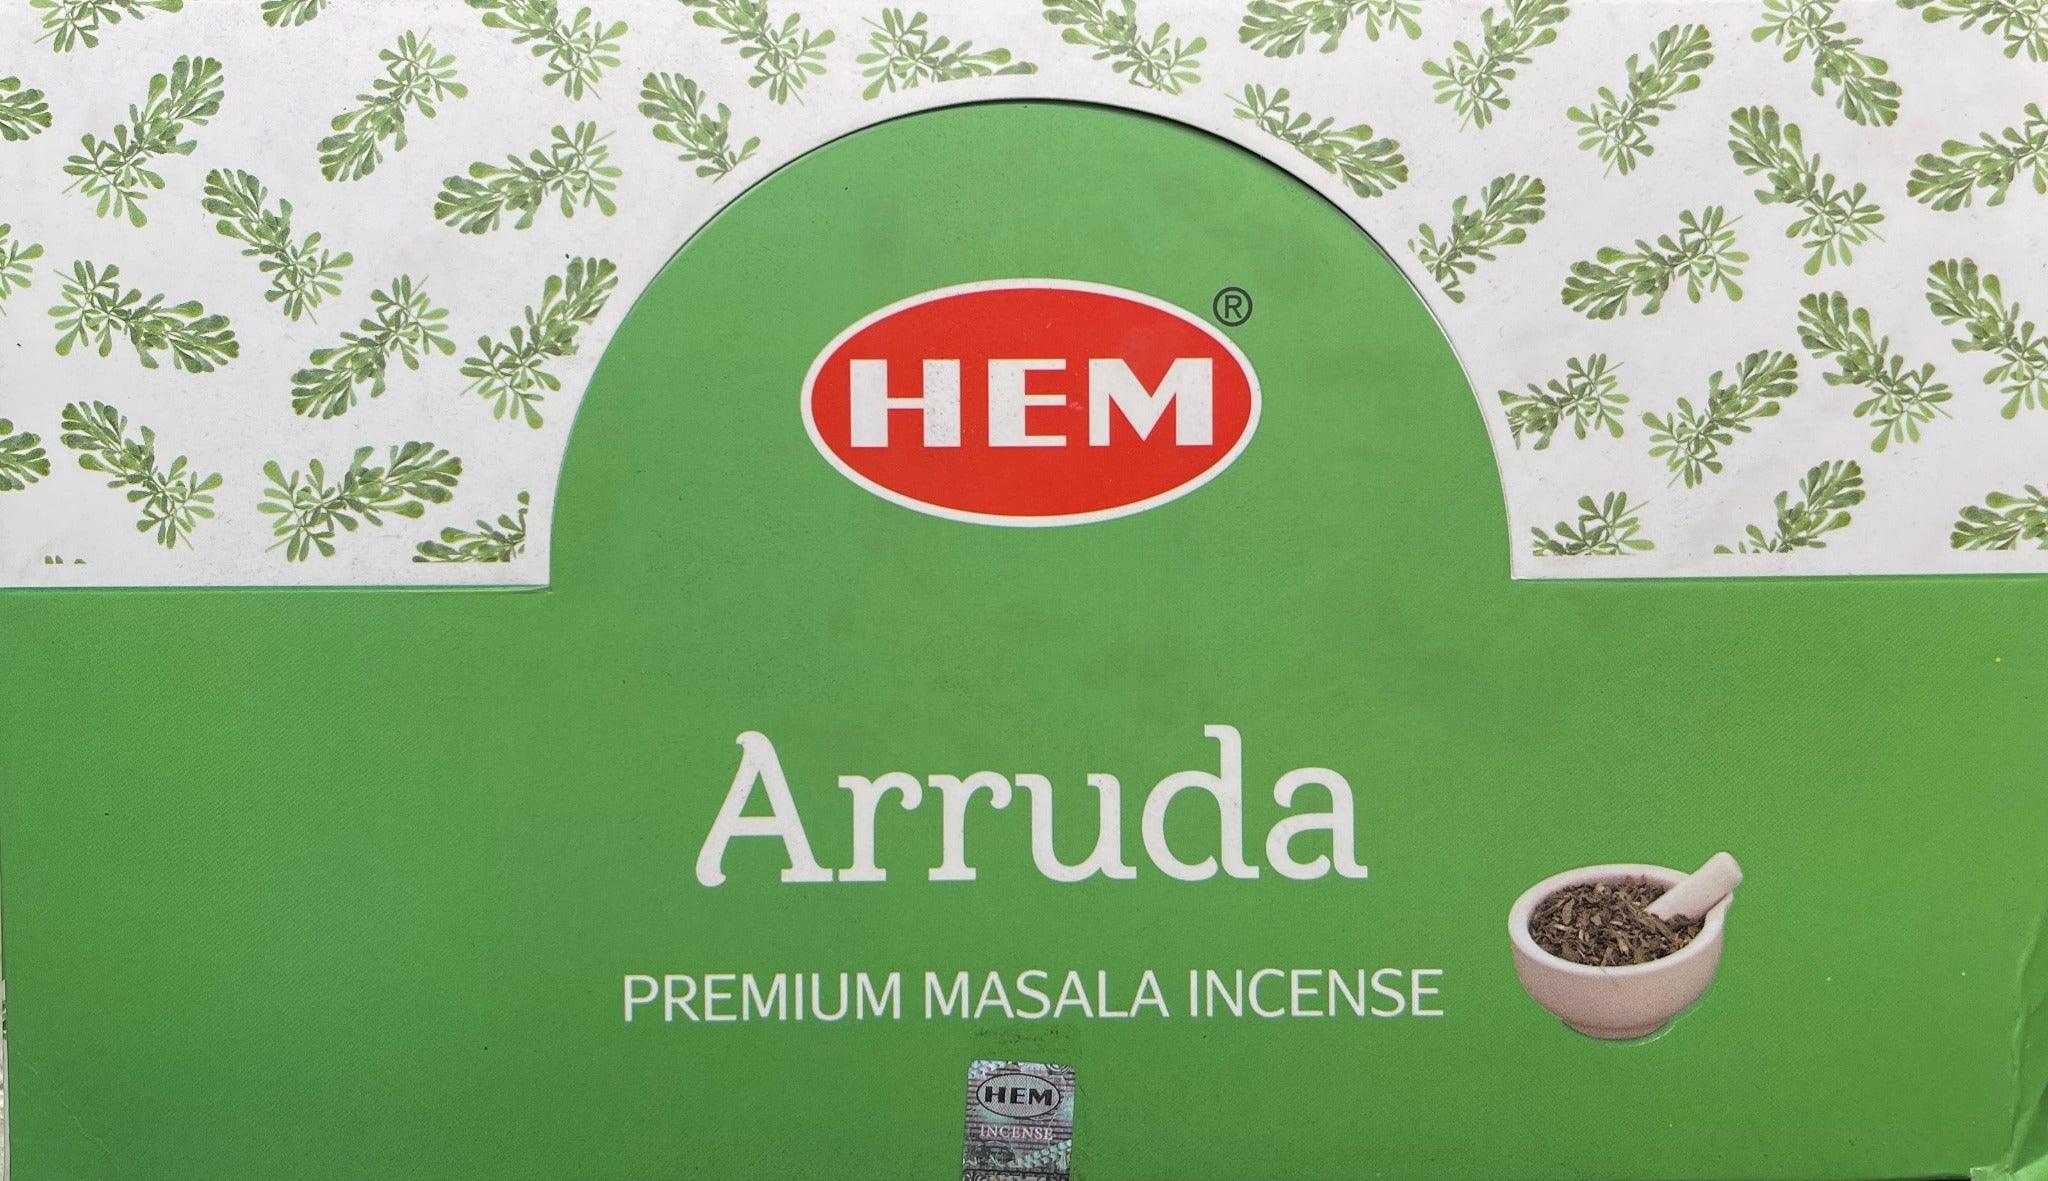 HEM®
Arruda
PREMIUM MASALA INCENSE
HEM
INCENSE